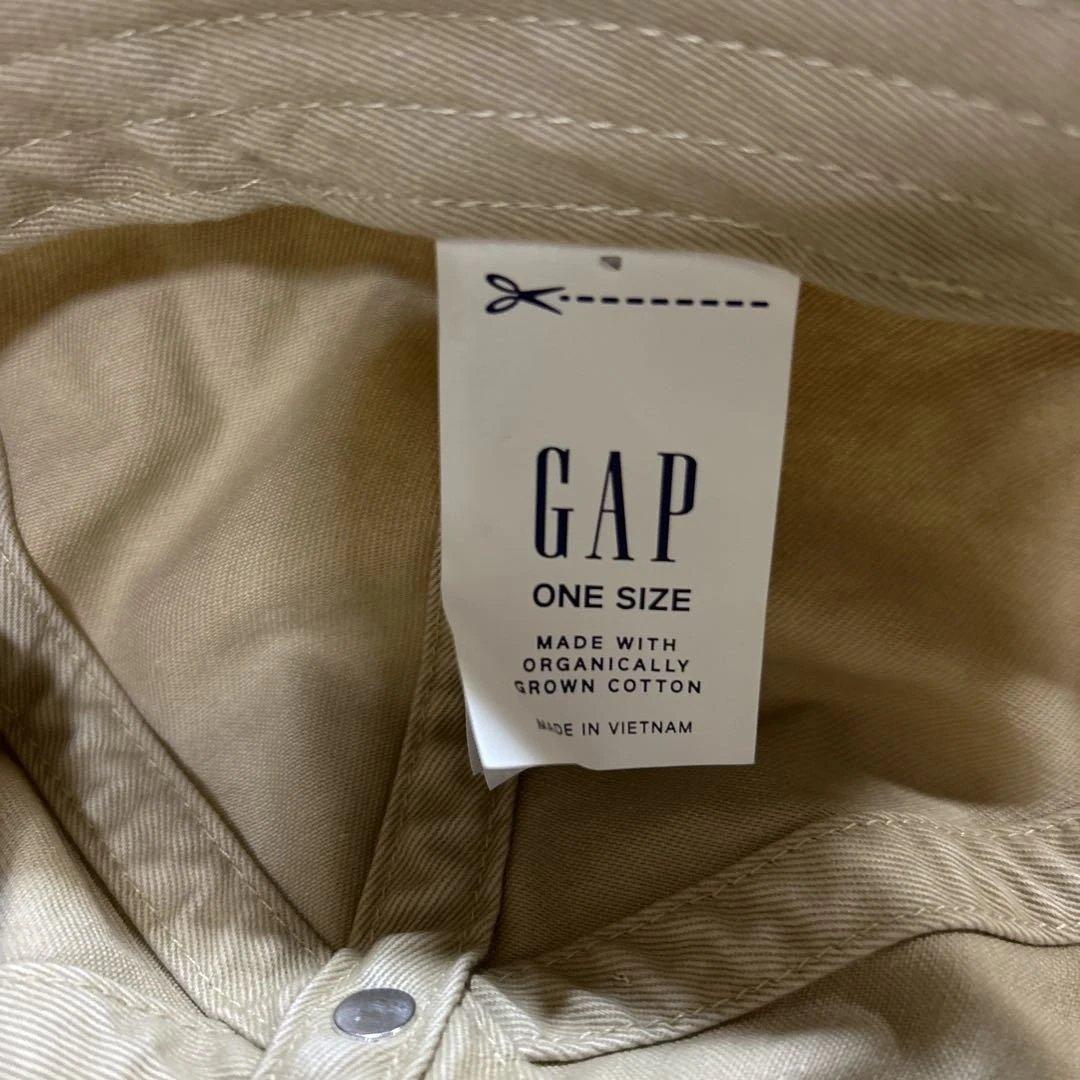 GAP
ONE SIZE
MADE WITH
ORGANICALLY
GROWN COTTON
MADE IN VIETNAM